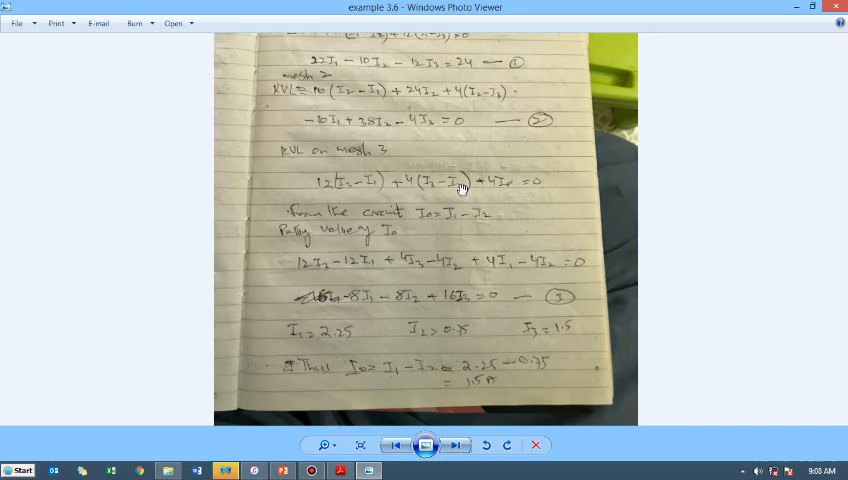 example 3.6 - Windows Photo Viewer
File Print E-mail Burn Open
22I₁ - 10I₂ - 12I₃ = 24 — ①
mesh 2
KVL = 10(I₂ - I₁) + 24I₂ + 4(I₂ - I₃)
-10I₁ + 38I₂ - 4I₃ = 0 — ②
KVL on mesh 3
12(I₃ - I₁) + 4(I₃ - I₂) + 4I₀ = 0
from the circuit I₀ = I₁ - I₂
Puting value of I₀
12I₃ - 12I₁ + 4I₃ - 4I₂ + 4I₁ - 4I₂ = 0
-8I₁ - 8I₂ + 16I₃ = 0 — ③
I₁ = 2.25 I₂ = 0.75 I₃ = 1.5
Thus I₀ = I₁ - I₂ = 2.25 - 0.75
= 1.5A
Start
9:08 AM